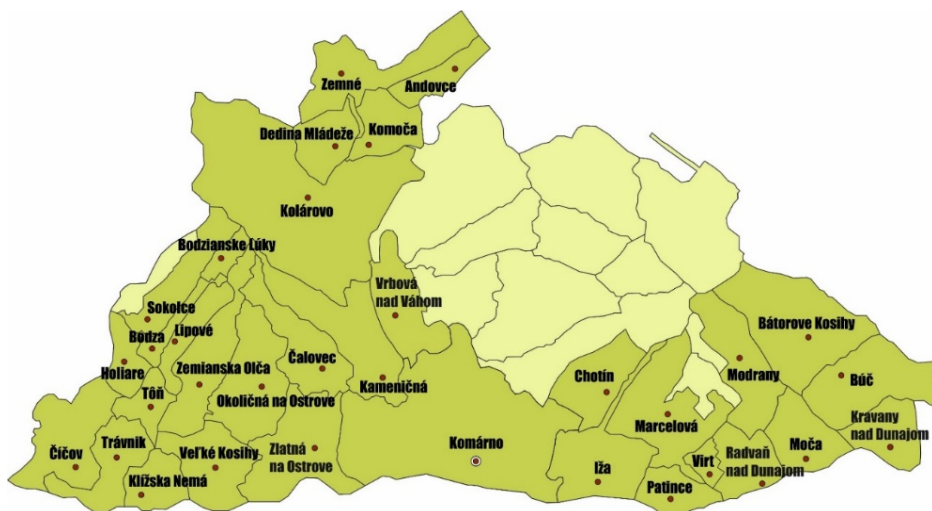 Zemné
Andovce
Dedina Mládeže
Komoča
Kolárovo
Bodzianske Lúky
Vrbová
nad Váhom
Sokolce
Bodza
Lipové
Holiare
Zemianska Olča
Čalovec
Kameničná
Okoličná na Ostrove
Tôň
Chotín
Modrany
Bátorove Kosihy
Búč
Marcelová
Kravany
nad Dunajom
Číčov
Trávnik
Veľké Kosihy
Zlatná
na Ostrove
Komárno
Klížska Nemá
Iža
Patince
Virt
Radvaň
nad Dunajom
Moča